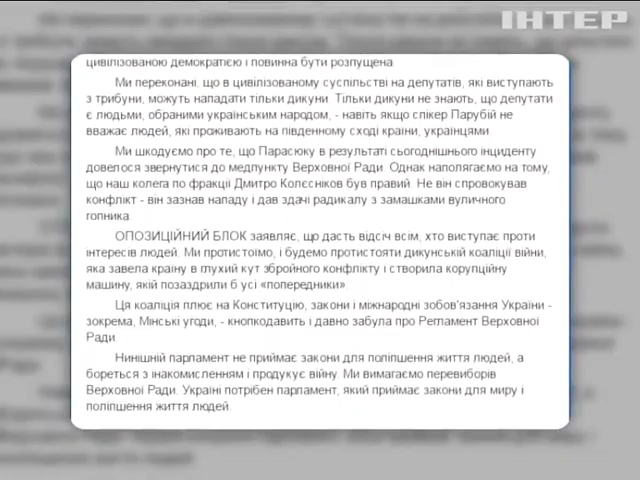 ІНТЕР
цивілізованою демократією і повинна бути розпущена
Ми переконані, що в цивілізованому суспільстві на депутатів, які виступають
з трибуни, можуть нападати тільки дикуни. Тільки дикуни не знають, що депутати
є людьми, обраними українським народом, - навіть якщо спікер Парубій не
вважає людей, які проживають на південному сході країни, українцями.
Ми шкодуємо про те, що Парасюку в результаті сьогоднішнього інциденту
довелося звернутися до медпункту Верховної Ради. Однак наполягаємо на тому,
що наш колега по фракції Дмитро Колєсніков був правий. Не він спровокував
конфлікт - він зазнав нападу і дав здачі радикалу з замашками вуличного
гопника.
ОПОЗИЦІЙНИЙ БЛОК заявляє, що дасть відсіч всім, хто виступає проти
інтересів людей. Ми протистоїмо, і будемо протистояти дикунській коаліції війни,
яка завела країну в глухий кут збройного конфлікту і створила корупційну
машину, якій позаздрили б усі «попередники».
Ця коаліція плює на Конституцію, закони і міжнародні зобов'язання України -
зокрема, Мінські угоди, - кнопкодавить і давно забула про Регламент Верховної
Ради.
Нинішній парламент не приймає закони для поліпшення життя людей, а
бореться з інакомисленням і продукує війну. Ми вимагаємо перевиборів
Верховної Ради. Україні потрібен парламент, який приймає закони для миру і
поліпшення життя людей.